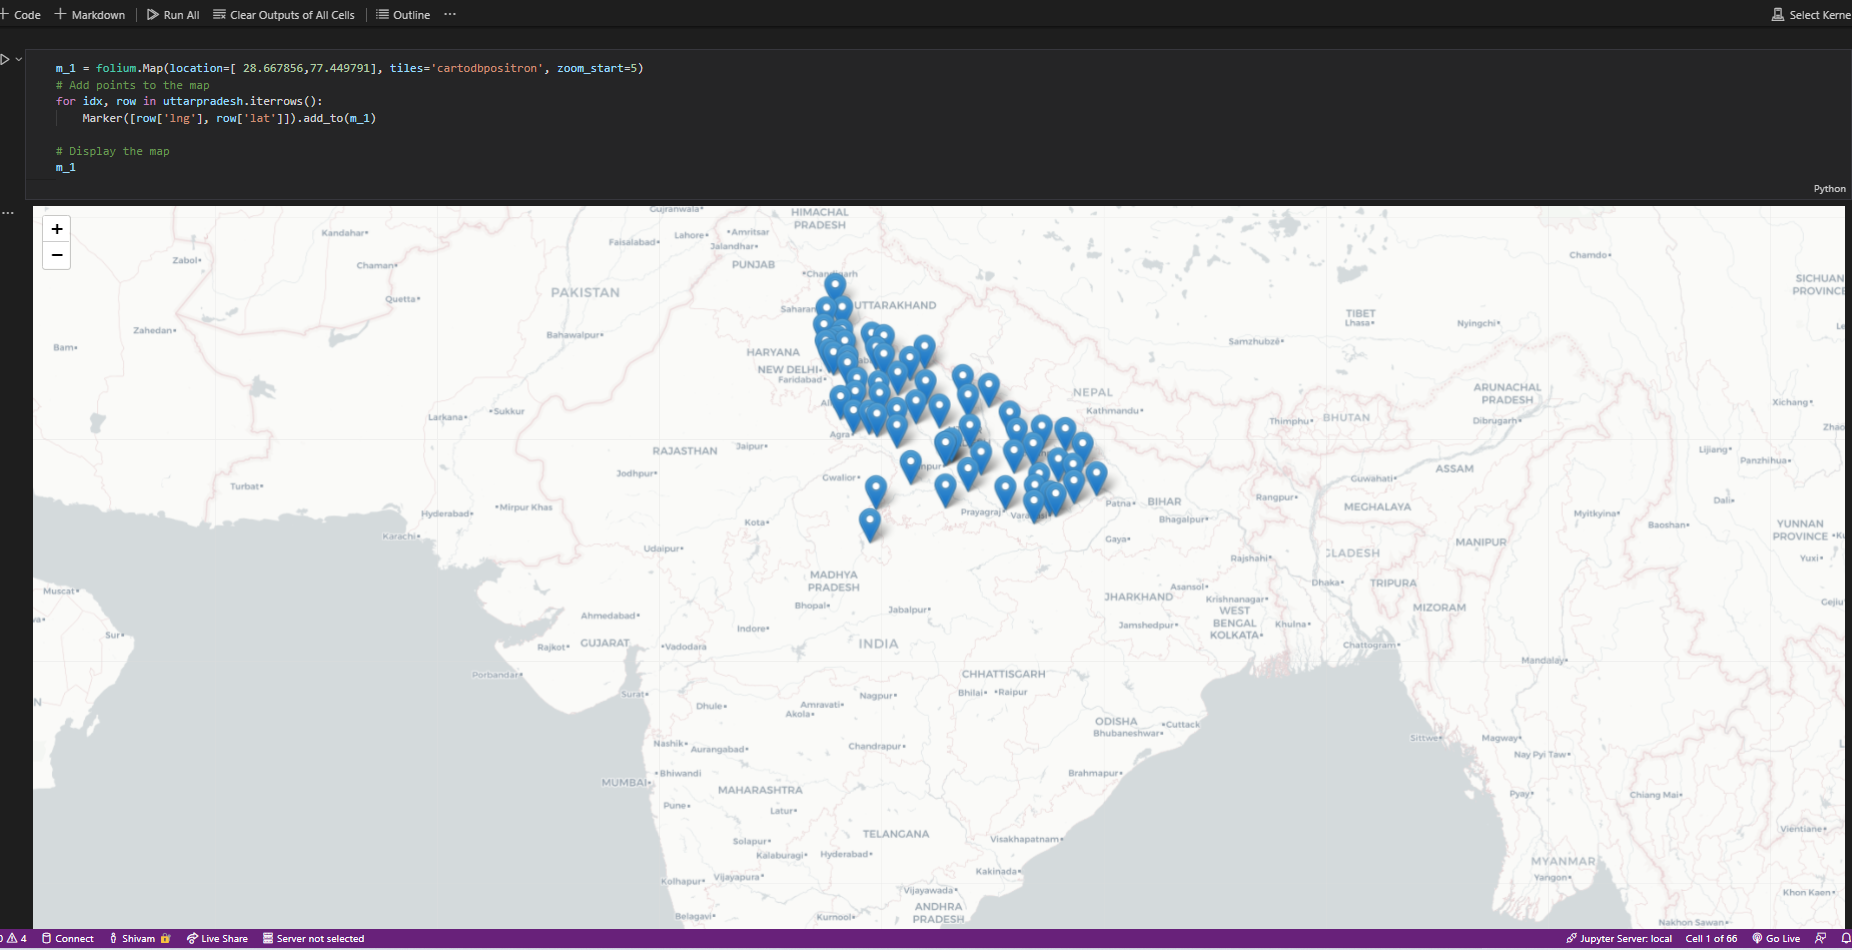 Code Markdown Run All Clear Outputs of All Cells Outline ... Select Kerne
m_1 = folium.Map(location=[ 28.667856,77.449791], tiles='cartodbpositron', zoom_start=5)
# Add points to the map
for idx, row in uttarpradesh.iterrows():
    Marker([row['lng'], row['lat']]).add_to(m_1)
# Display the map
m_1
Python
+
−
Gujranwala
HIMACHAL
PRADESH
Kandahar
Amritsar
Lahore
Faisalabad
Jalandhar
Zabol
Chaman
PUNJAB
Chandigarh
Chamdo
SICHUAN
PROVINCE
PAKISTAN
Quetta
UTTARAKHAND
Saharan
TIBET
Lhasa
Nyingchi
Zahedan
Bahawalpur
Samzhubzê
Bam
HARYANA
NEW DELHI
Faridabad
NEPAL
Kathmandu
ARUNACHAL
PRADESH
Dibrugarh
Xichang
Larkana
Sukkur
Thimphu
BHUTAN
Zhao
Agra
Jaipur
RAJASTHAN
Lijiang
Panzhihua
Jodhpur
Gwalior
ASSAM
Guwahati
Turbat
Mirpur Khas
Hyderabad
Prayagraj
Patna
BIHAR
Bhagalpur
Rangpur
MEGHALAYA
Dali
Myitkyina
Baoshan
YUNNAN
PROVINCE
Kota
Karachi
Udaipur
Gaya
Rajshahi
GLADESH
MANIPUR
Yuxi
MADHYA
PRADESH
Dhaka
TRIPURA
Muscat
Asansol
JHARKHAND
Krishnanagar
Bhopal
Jabalpur
Ahmedabad
WEST
BENGAL
KOLKATA
Khulna
MIZORAM
Jamshedpur
Indore
Sur
Rajkot
GUJARAT
Vadodara
INDIA
Chattogram
Mandalay
Porbandar
CHHATTISGARH
Surat
Nagpur
Bhilai
Raipur
Dhule
Amravati
Akola
ODISHA
Bhubaneshwar
Cuttack
Nashik
Aurangabad
Chandrapur
Sittwe
Magway
Nay Pyi Taw
Bhiwandi
MUMBAI
Brahmapur
MAHARASHTRA
Pune
Latur
Pyay
Chiang Mai
TELANGANA
Solapur
Visakhapatnam
Vientiane
Kalaburagi
Hyderabad
MYANMAR
Kakinada
Kolhapur
Vijayapura
Yangon
Vijayawada
Khon Kaen
ANDHRA
PRADESH
Belagavi
Kurnool
Nakhon Sawan
4 Connect Shivam Live Share Server not selected Jupyter Server: local Cell 1 of 66 Go Live